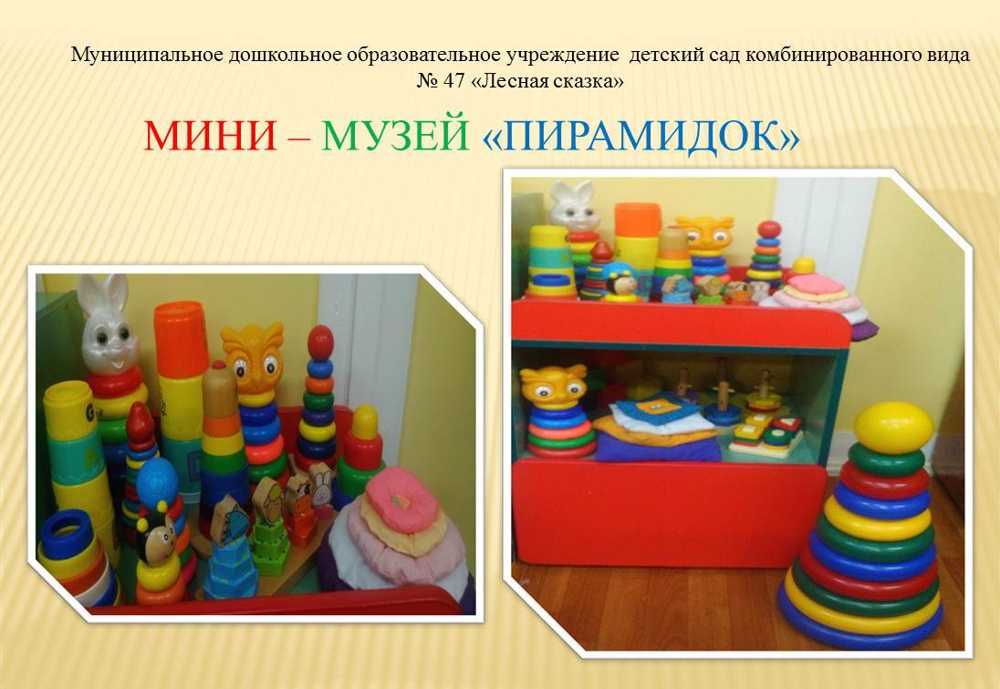 Муниципальное дошкольное образовательное учреждение  детский сад комбинированного вида
№ 47 «Лесная сказка»
МИНИ – МУЗЕЙ «ПИРАМИДОК»